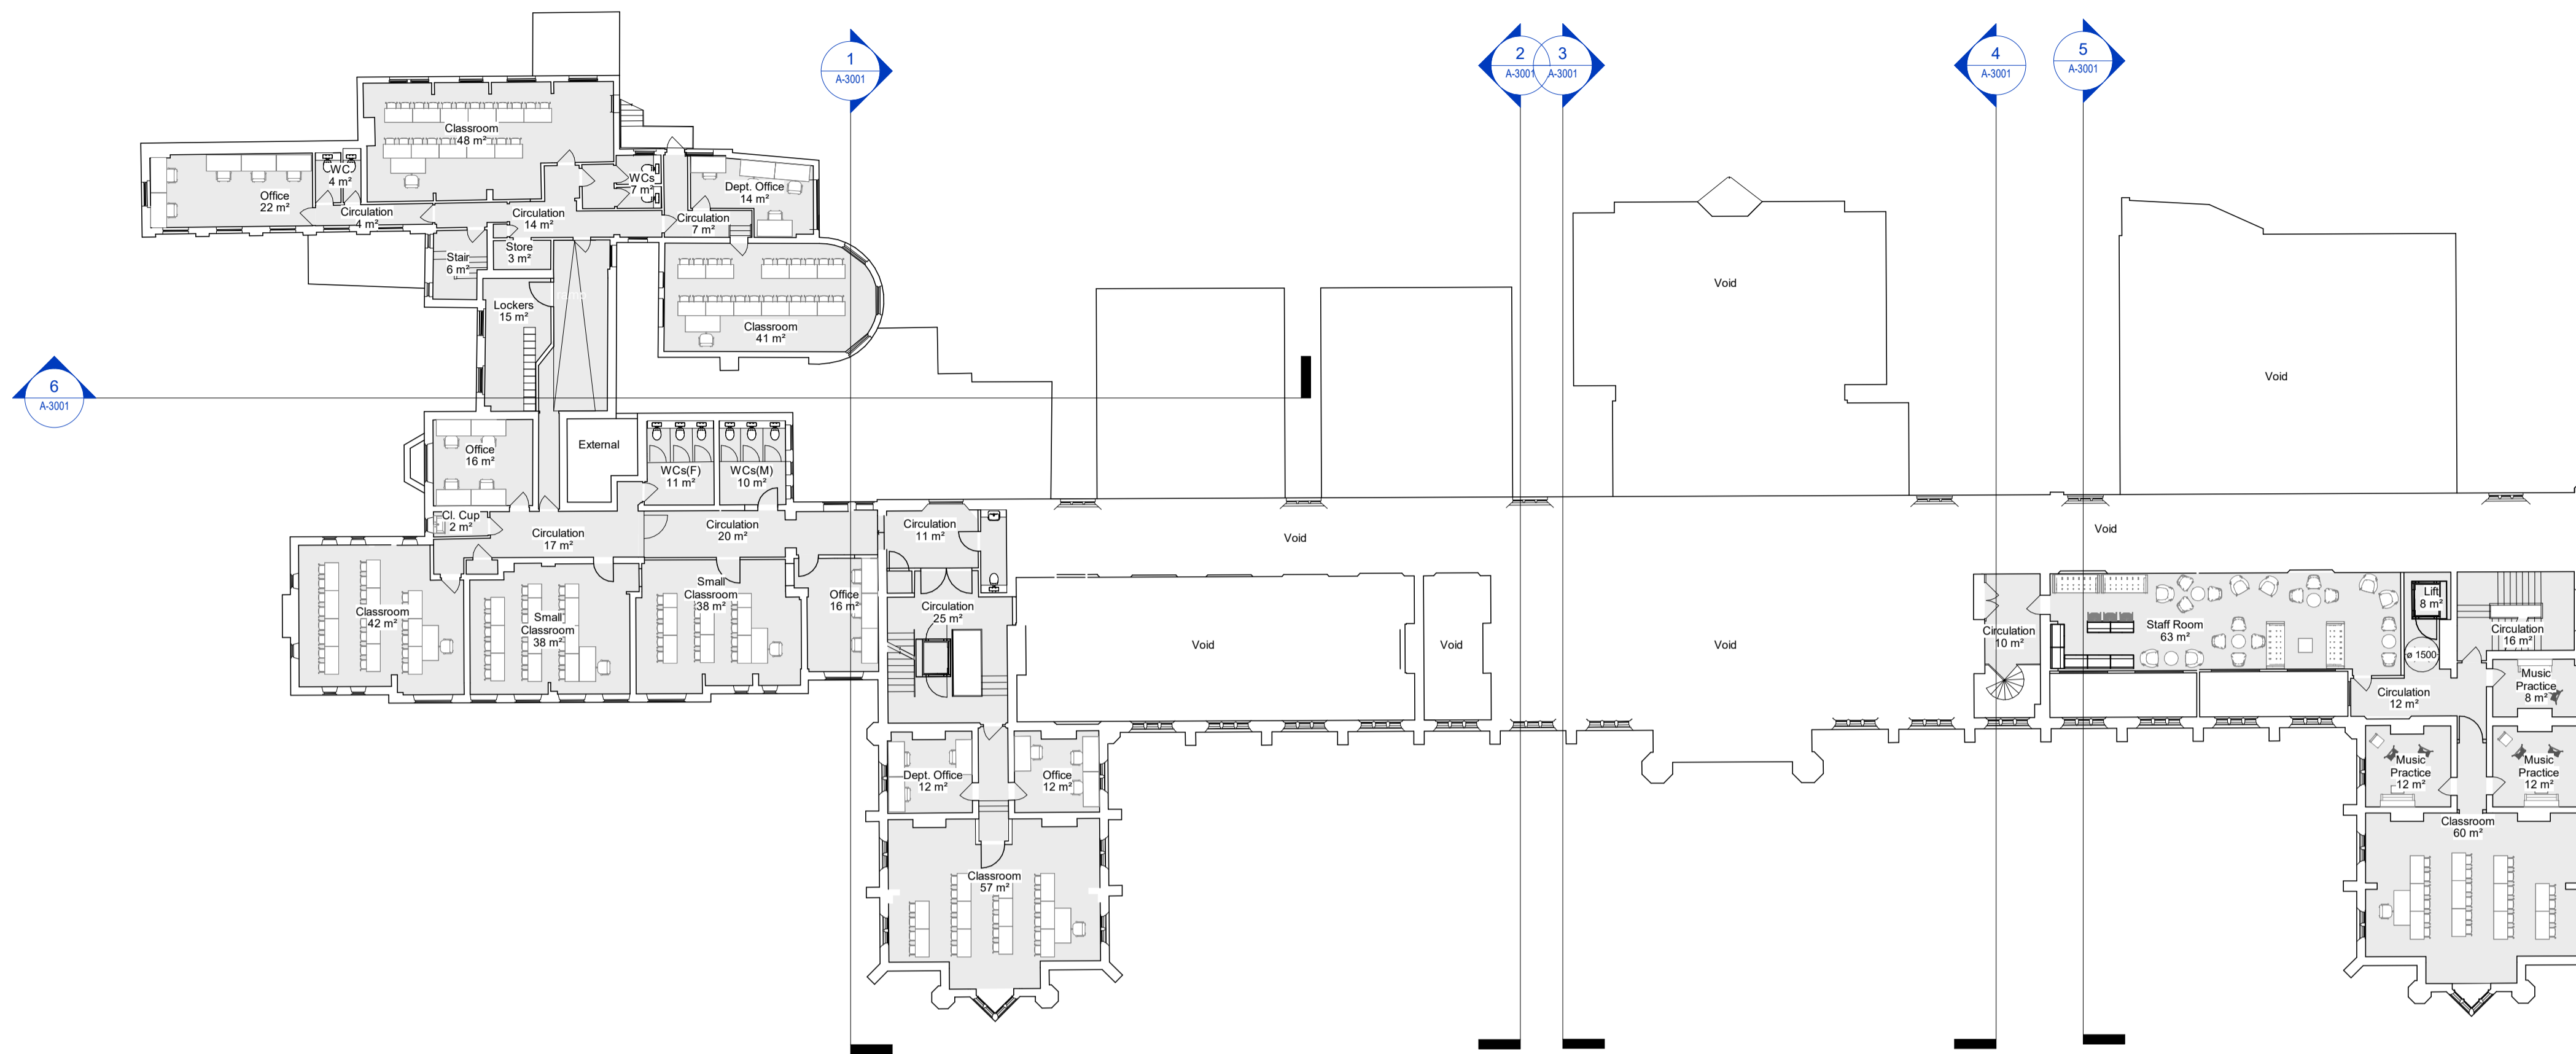 1
A-3001
2
A-3001
3
A-3001
4
A-3001
5
A-3001
Classroom
48 m²
WC
4 m²
Office
22 m²
Circulation
4 m²
Circulation
14 m²
WCs
7 m²
Dept. Office
14 m²
Circulation
7 m²
Store
3 m²
Stair
6 m²
Lockers
15 m²
Classroom
41 m²
Void
Void
6
A-3001
Office
16 m²
External
WCs(F)
11 m²
WCs(M)
10 m²
Cl. Cup
2 m²
Circulation
17 m²
Circulation
20 m²
Circulation
11 m²
Void
Void
Classroom
42 m²
Small
Classroom
38 m²
Small
Classroom
38 m²
Office
16 m²
Circulation
25 m²
Void
Void
Void
Circulation
10 m²
Staff Room
63 m²
Lift
8 m²
ø 1500
Circulation
16 m²
Circulation
12 m²
Music
Practice
8 m²
Dept. Office
12 m²
Office
12 m²
Music
Practice
12 m²
Music
Practice
12 m²
Classroom
57 m²
Classroom
60 m²